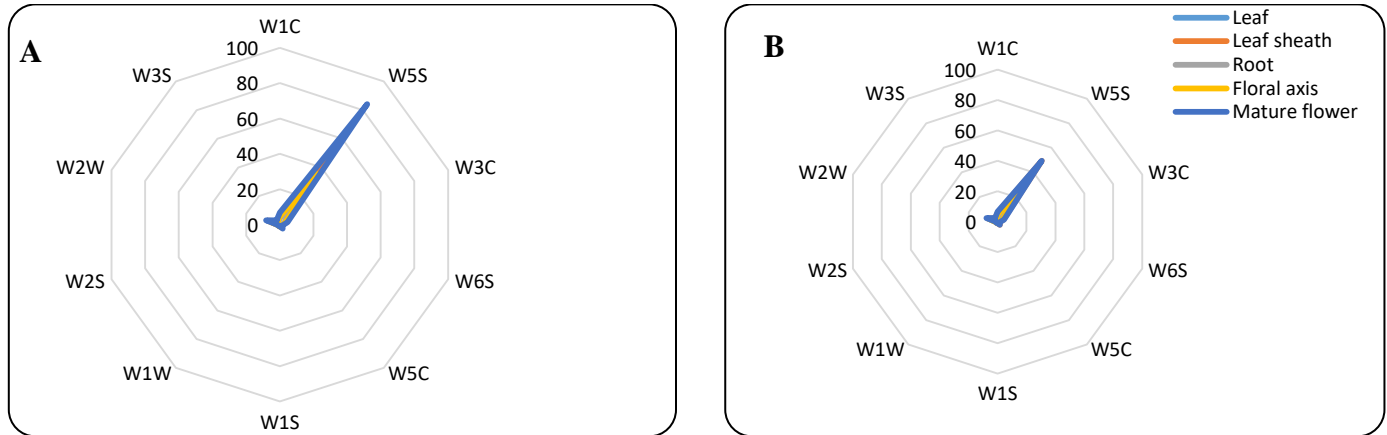 A
W1C
W5S
W3C
W6S
W5C
W1S
W1W
W2S
W2W
W3S
100
80
60
40
20
0
B
W1C
W5S
W3C
W6S
W5C
W1S
W1W
W2S
W2W
W3S
100
80
60
40
20
0
Leaf
Leaf sheath
Root
Floral axis
Mature flower